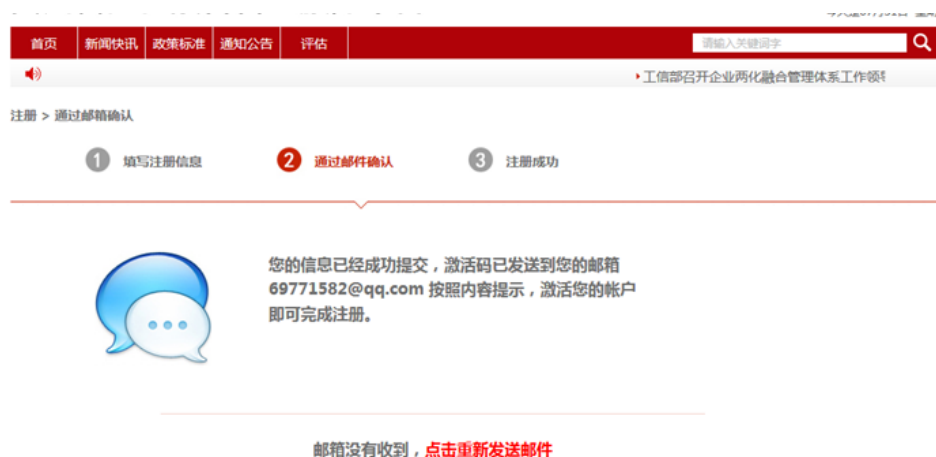 首页 新闻快讯 政策标准 通知公告 评估 请输入关键词字
工信部召开企业两化融合管理体系工作领导
注册 > 通过邮箱确认
1 填写注册信息 2 通过邮件确认 3 注册成功
您的信息已经成功提交，激活码已发送到您的邮箱
69771582@qq.com 按照内容提示，激活您的帐户
即可完成注册。
邮箱没有收到，点击重新发送邮件